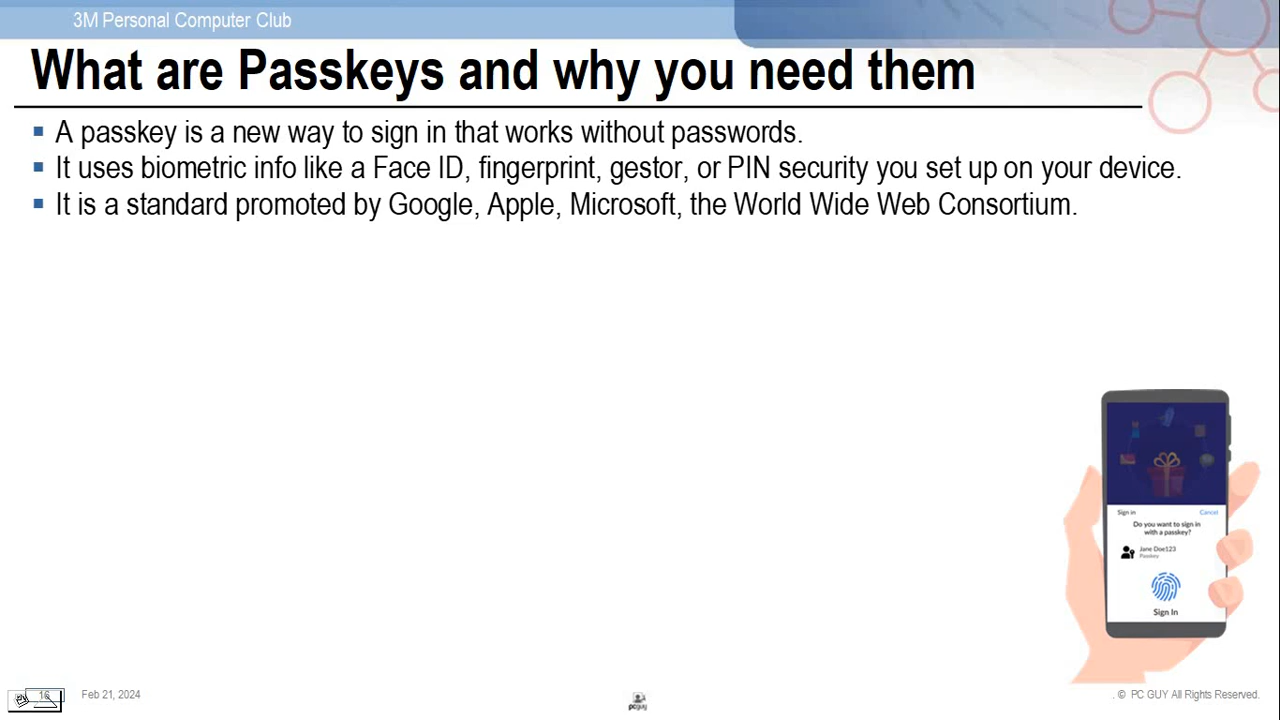 3M Personal Computer Club
What are Passkeys and why you need them
A passkey is a new way to sign in that works without passwords.
It uses biometric info like a Face ID, fingerprint, gestor, or PIN security you set up on your device.
It is a standard promoted by Google, Apple, Microsoft, the World Wide Web Consortium.
Sign in Cancel
Do you want to sign in
with a passkey?
Jane Doe123
Passkey
Sign In
Feb 21, 2024
pcguy
. © PC GUY All Rights Reserved.